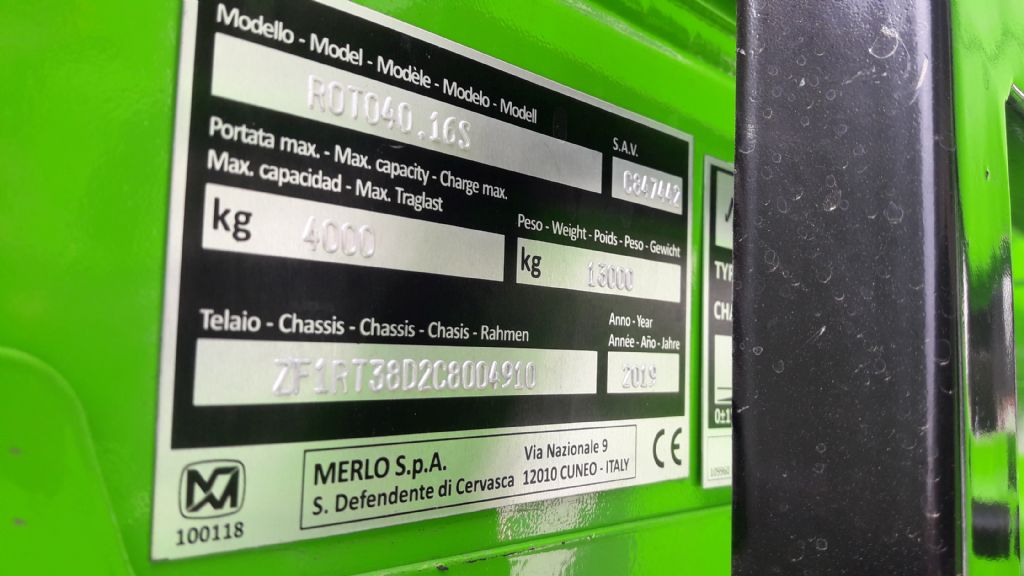 Modello - Model - Modèle - Modelo - Modell
ROTO40.16S
S.A.V.
C847442
Portata max. - Max. capacity - Charge max.
Max. capacidad - Max. Traglast
kg 4000
Peso - Weight - Poids - Peso - Gewicht
kg 13000
Telaio - Chassis - Chassis - Chasis - Rahmen
ZF1RT38D2C8004910
Anno - Year
Année - Año - Jahre
2019
100118
MERLO S.p.A.
S. Defendente di Cervasca
Via Nazionale 9
12010 CUNEO - ITALY
CE
TYP
CHA